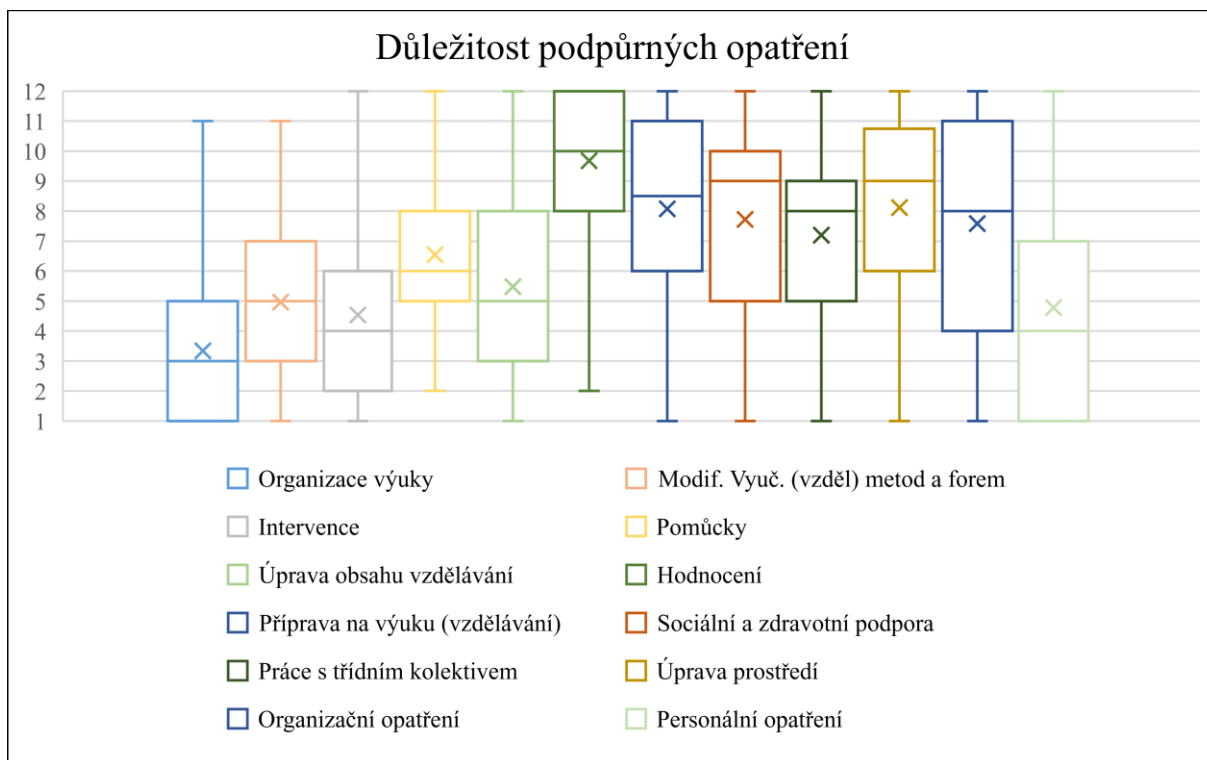 Důležitost podpůrných opatření
12
11
10
9
8
7
6
5
4
3
2
1
Organizace výuky
Modif. Vyuč. (vzděl) metod a forem
Intervence
Pomůcky
Úprava obsahu vzdělávání
Hodnocení
Příprava na výuku (vzdělávání)
Sociální a zdravotní podpora
Práce s třídním kolektivem
Úprava prostředí
Organizační opatření
Personální opatření